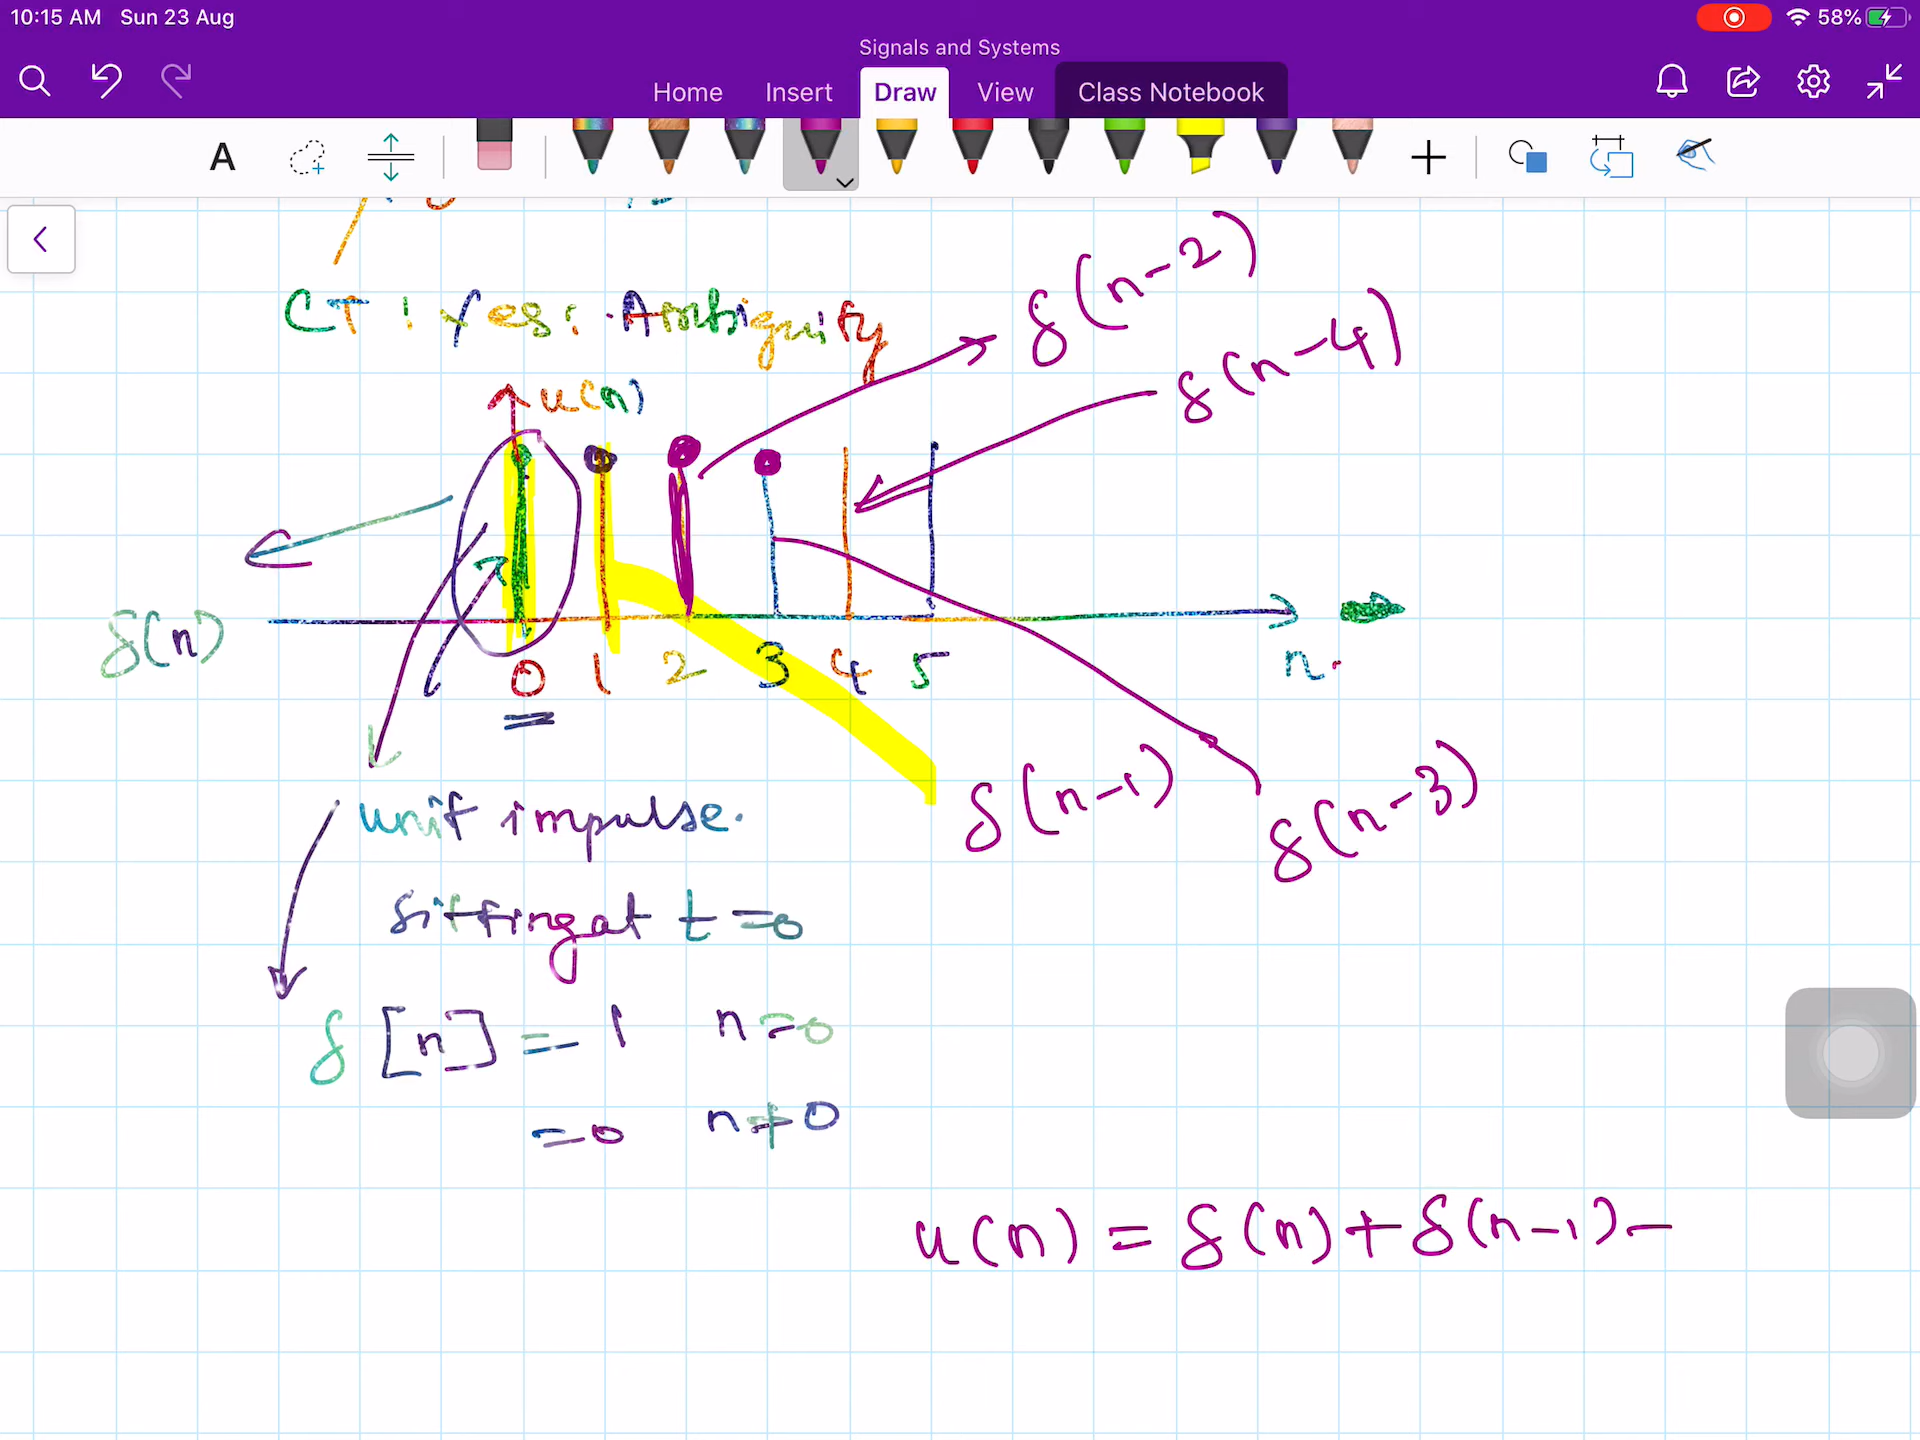 10:15 AM Sun 23 Aug
58%
Signals and Systems
Home Insert Draw View Class Notebook
A
CT : Yes : Ambiguity
δ(n-2)
δ(n-4)
u(n)
δ(n)
0 1 2 3 4 5 n
δ(n-1)
δ(n-3)
unit impulse.
sitting at t=0
δ[n] = 1 n=0
=0 n≠0
u(n) = δ(n)+δ(n-1)-